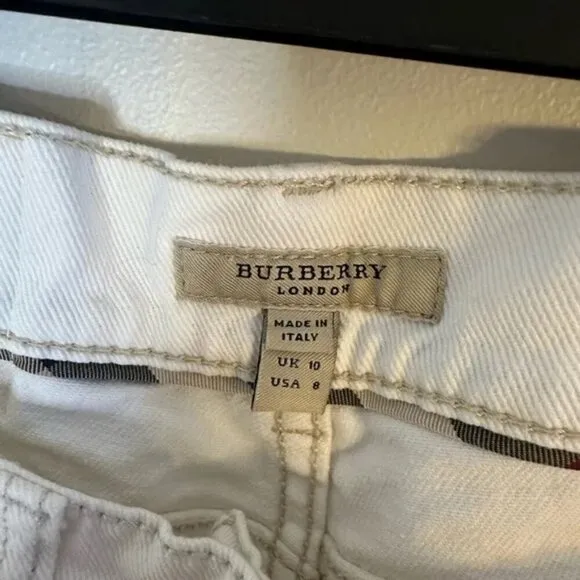 BURBERRY
LONDON
MADE IN
ITALY
UK 10
USA 8